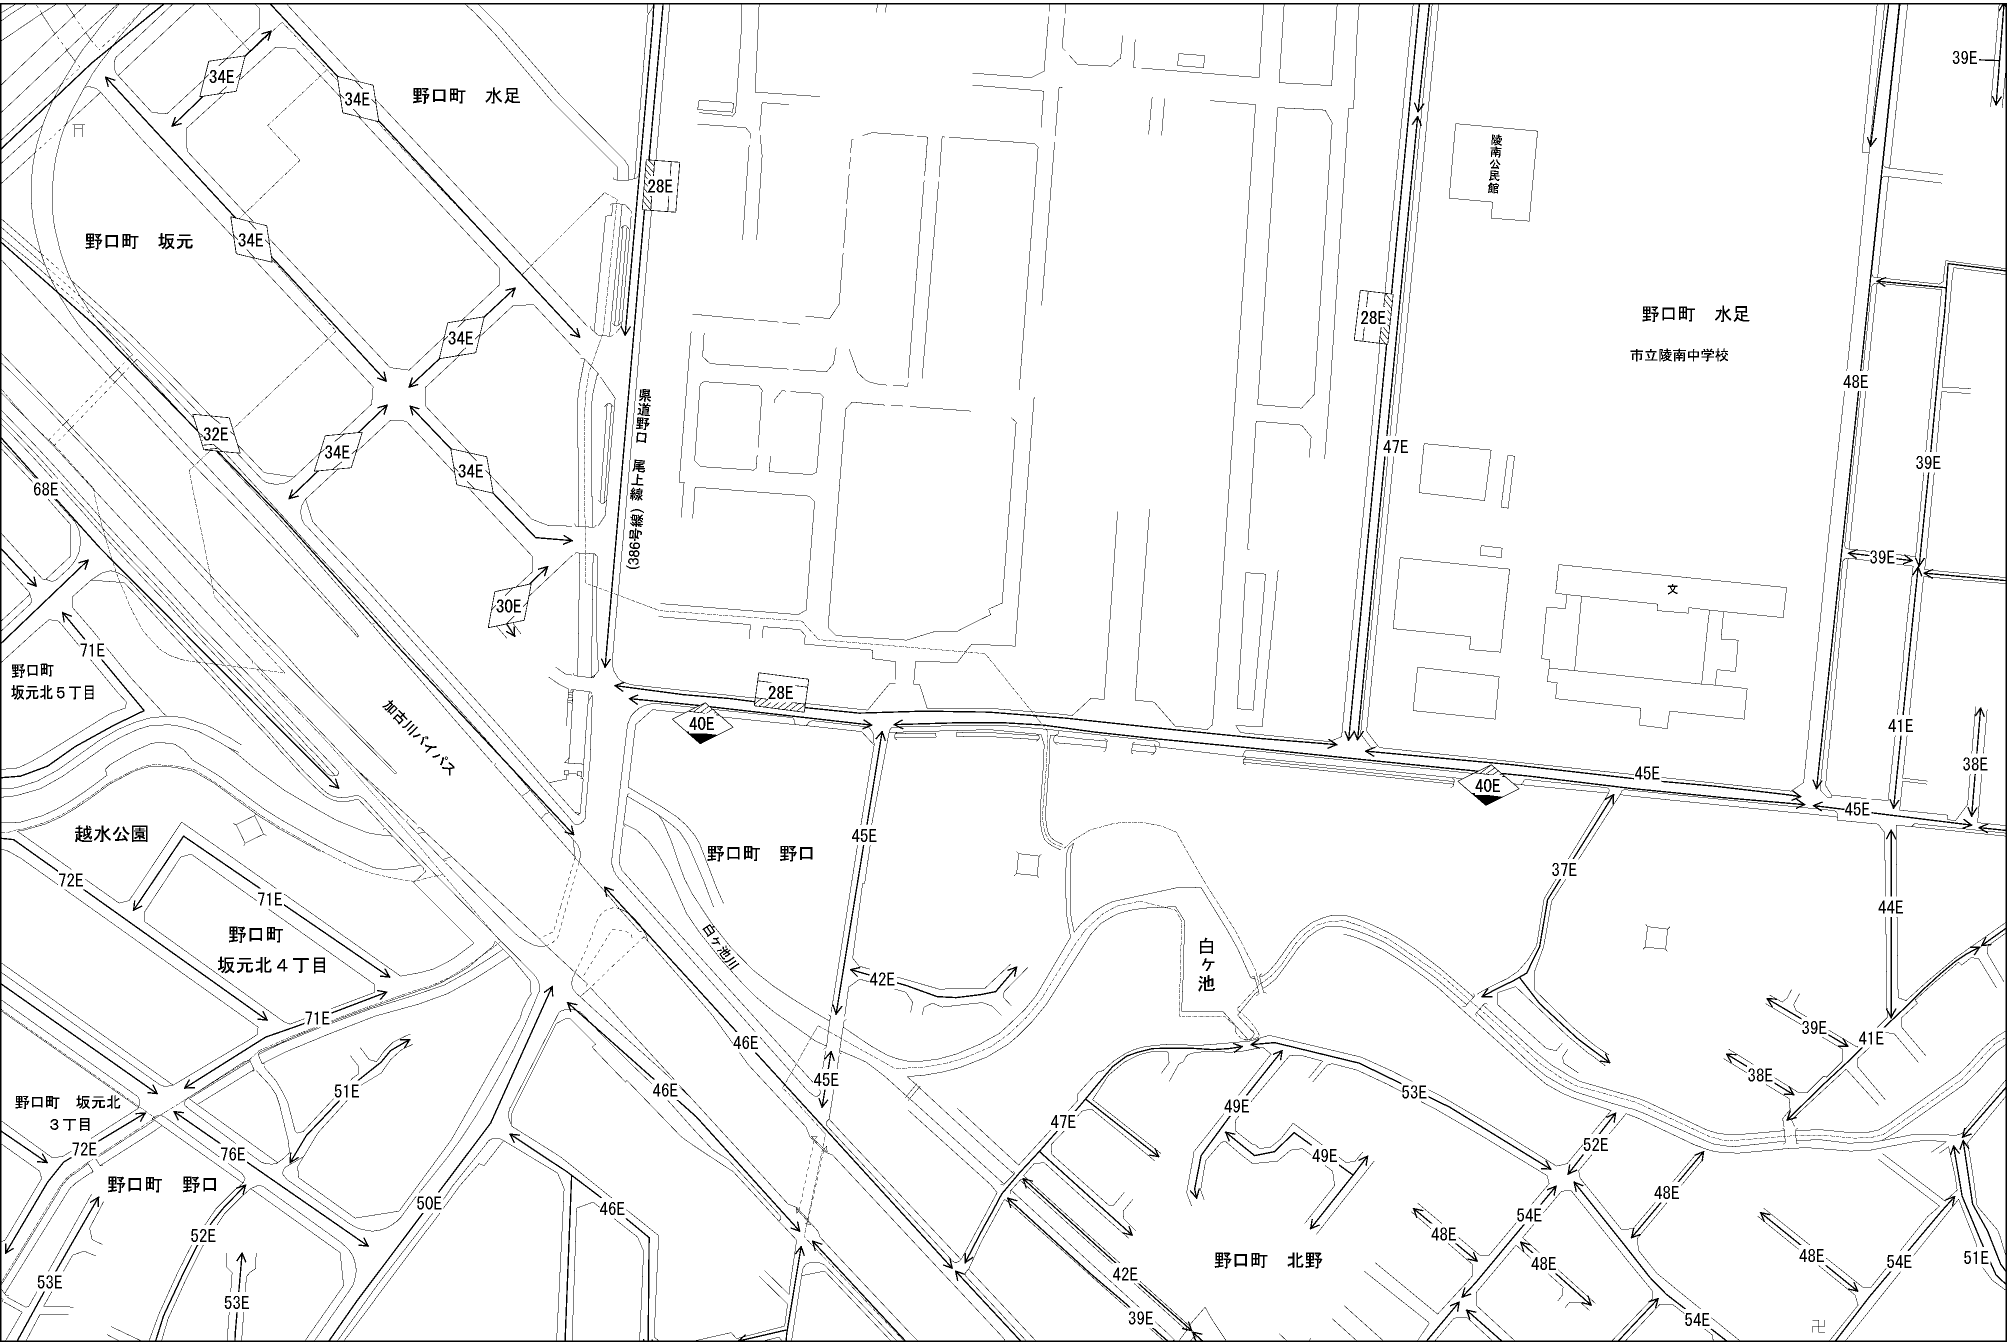 39E
34E
34E
野口町 水足
陵南公民館
28E
野口町 坂元
34E
28E
野口町 水足
34E
市立陵南中学校
48E
県道野口 尾上線
(386号線)
32E
34E
34E
47E
39E
68E
39E
文
30E
71E
野口町
坂元北５丁目
28E
加古川バイパス
40E
41E
38E
45E
40E
45E
越水公園
45E
野口町 野口
72E
37E
71E
44E
野口町
坂元北４丁目
白ヶ池川
白ヶ池
42E
71E
39E
46E
41E
38E
45E
51E
46E
53E
野口町 坂元北
３丁目
49E
47E
72E
76E
52E
49E
野口町 野口
50E
48E
46E
54E
52E
48E
48E
野口町 北野
48E
54E
51E
42E
53E
53E
39E
54E